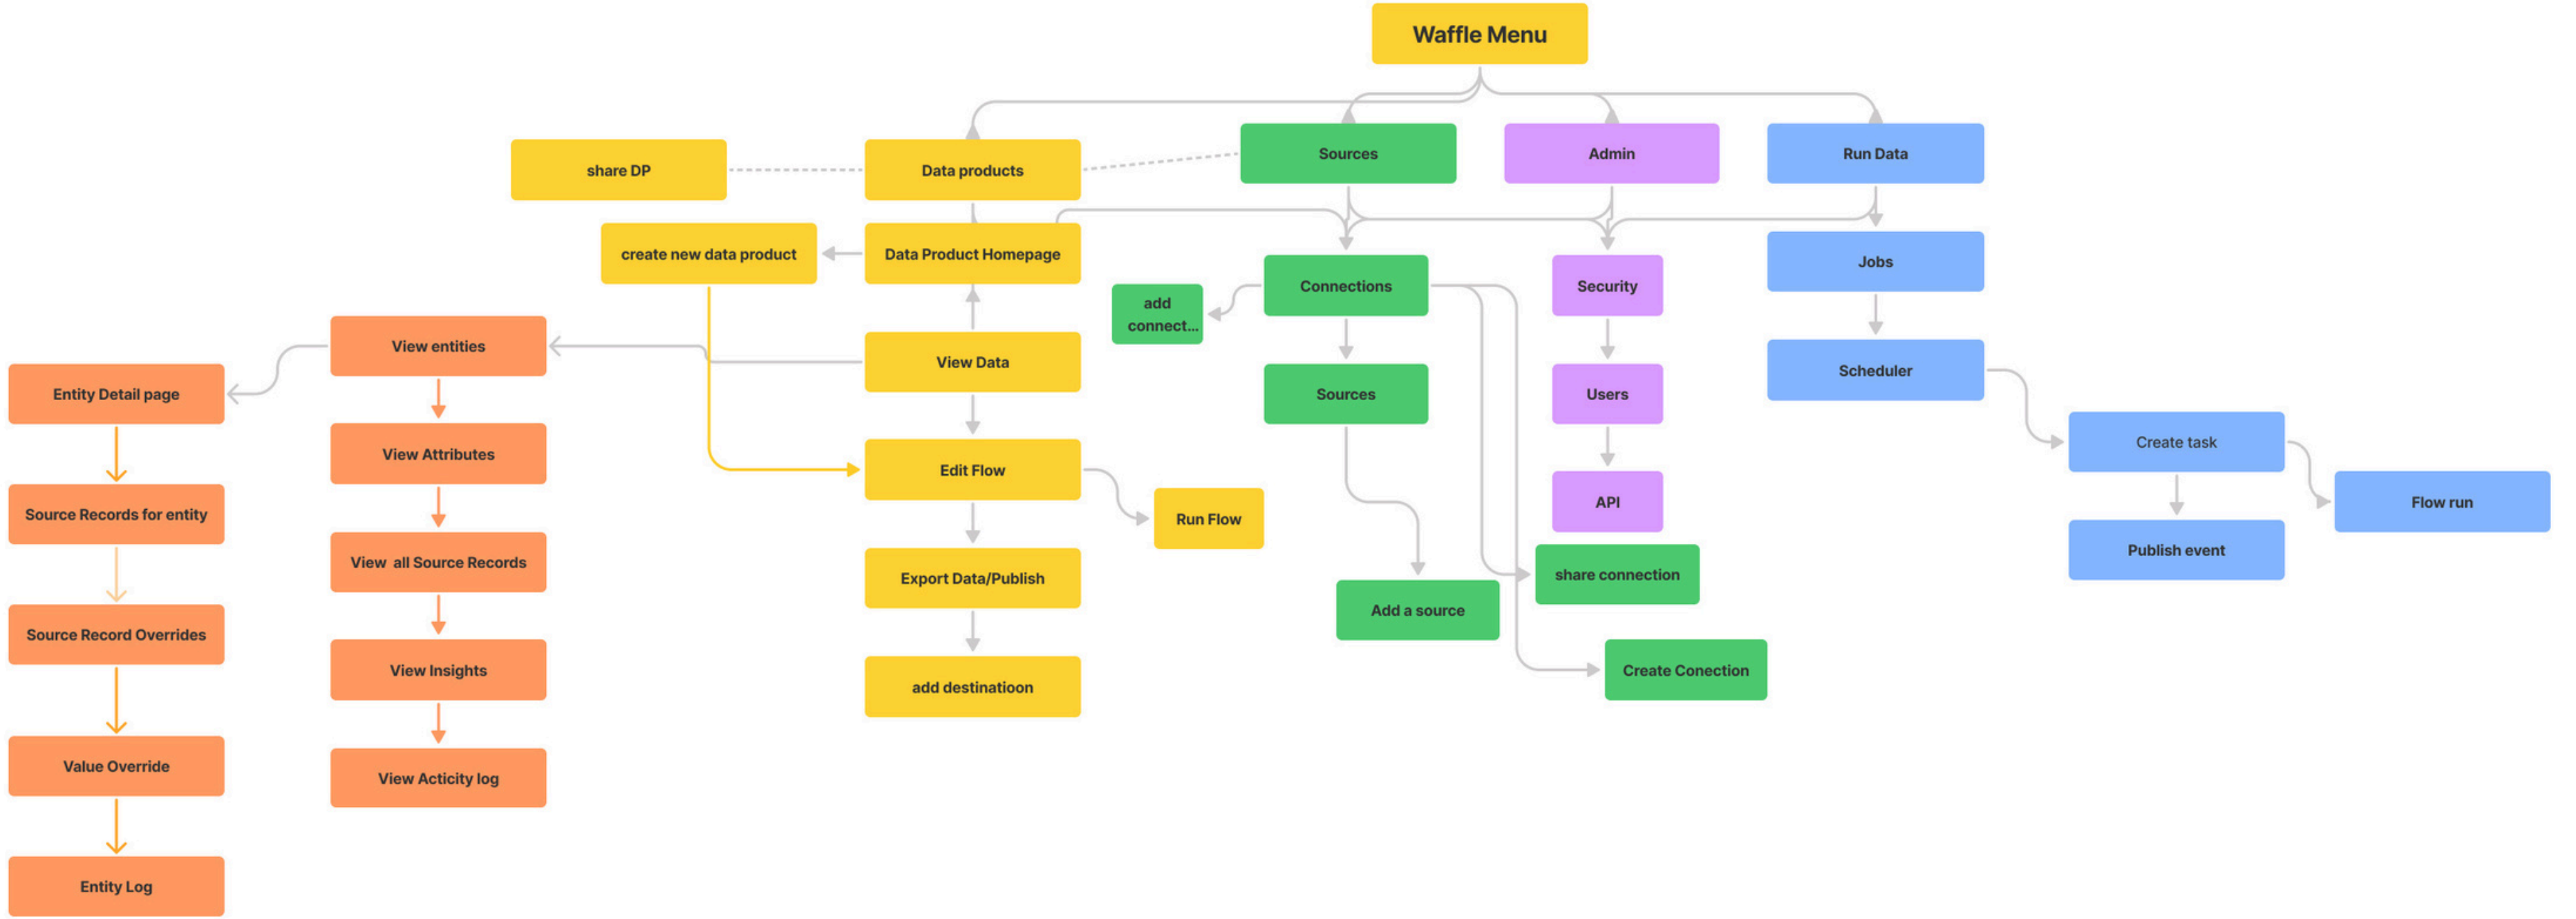 Waffle Menu
share DP
Data products
Sources
Admin
Run Data
create new data product
Data Product Homepage
Connections
Security
Jobs
add
connect...
View entities
View Data
Sources
Users
Scheduler
Entity Detail page
View Attributes
Edit Flow
Run Flow
API
Create task
Flow run
Source Records for entity
View  all Source Records
Export Data/Publish
share connection
Publish event
Add a source
Source Record Overrides
View Insights
add destinatioon
Create Conection
Value Override
View Acticity log
Entity Log